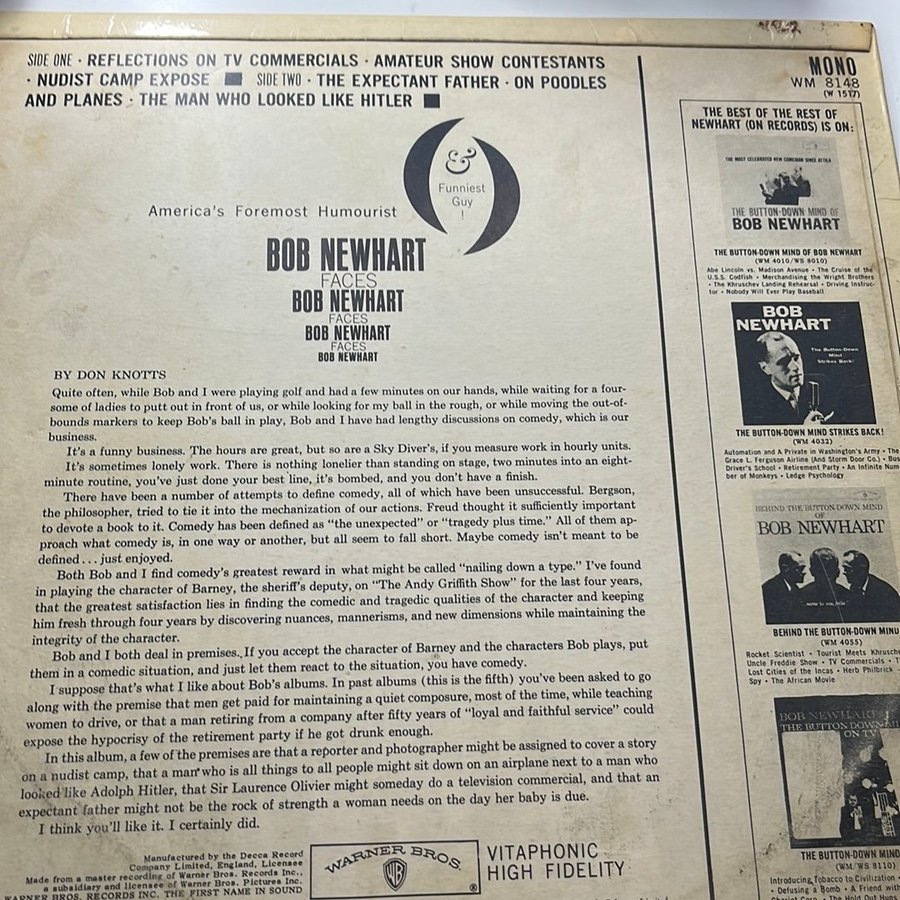 SIDE ONE · REFLECTIONS ON TV COMMERCIALS · AMATEUR SHOW CONTESTANTS
· NUDIST CAMP EXPOSE ■ SIDE TWO · THE EXPECTANT FATHER · ON POODLES
AND PLANES · THE MAN WHO LOOKED LIKE HITLER ■
&
Funniest
Guy
!
America's Foremost Humourist
BOB NEWHART
FACES
BOB NEWHART
FACES
BOB NEWHART
FACES
BOB NEWHART
BY DON KNOTTS
Quite often, while Bob and I were playing golf and had a few minutes on our hands, while waiting for a four-
some of ladies to putt out in front of us, or while looking for my ball in the rough, or while moving the out-of-
bounds markers to keep Bob's ball in play, Bob and I have had lengthy discussions on comedy, which is our
business.
It's a funny business. The hours are great, but so are a Sky Diver's, if you measure work in hourly units.
It's sometimes lonely work. There is nothing lonelier than standing on stage, two minutes into an eight-
minute routine, you've just done your best line, it's bombed, and you don't have a finish.
There have been a number of attempts to define comedy, all of which have been unsuccessful. Bergson,
the philosopher, tried to tie it into the mechanization of our actions. Freud thought it sufficiently important
to devote a book to it. Comedy has been defined as "the unexpected" or "tragedy plus time." All of them ap-
proach what comedy is, in one way or another, but all seem to fall short. Maybe comedy isn't meant to be
defined ... just enjoyed.
Both Bob and I find comedy's greatest reward in what might be called "nailing down a type." I've found
in playing the character of Barney, the sheriff's deputy, on "The Andy Griffith Show" for the last four years,
that the greatest satisfaction lies in finding the comedic and tragedic qualities of the character and keeping
him fresh through four years by discovering nuances, mannerisms, and new dimensions while maintaining the
integrity of the character.
Bob and I both deal in premises. If you accept the character of Barney and the characters Bob plays, put
them in a comedic situation, and just let them react to the situation, you have comedy.
I suppose that's what I like about Bob's albums. In past albums (this is the fifth) you've been asked to go
along with the premise that men get paid for maintaining a quiet composure, most of the time, while teaching
women to drive, or that a man retiring from a company after fifty years of "loyal and faithful service" could
expose the hypocrisy of the retirement party if he got drunk enough.
In this album, a few of the premises are that a reporter and photographer might be assigned to cover a story
on a nudist camp, that a man who is all things to all people might sit down on an airplane next to a man who
looked like Adolph Hitler, that Sir Laurence Olivier might someday do a television commercial, and that an
expectant father might not be the rock of strength a woman needs on the day her baby is due.
I think you'll like it. I certainly did.
Manufactured by the Decca Record
Company Limited, England, Licensee
Made from a master recording of Warner Bros. Records Inc.,
a subsidiary and licensee of Warner Bros. Pictures Inc.
WARNER BROS. RECORDS INC. THE FIRST NAME IN SOUND
WARNER BROS.
WB
®
VITAPHONIC
HIGH FIDELITY
MONO
WM 8148
(W 1517)
THE BEST OF THE REST OF
NEWHART (ON RECORDS) IS ON:
THE MOST CELEBRATED NEW COMEDIAN SINCE ATTILA
THE BUTTON-DOWN MIND OF
BOB NEWHART
THE BUTTON-DOWN MIND OF BOB NEWHART
(WM 4010/WS 8010)
Abe Lincoln vs. Madison Avenue · The Cruise of the
U.S.S. Codfish · Merchandising the Wright Brothers
· The Khruschev Landing Rehearsal · Driving Instruc-
tor · Nobody Will Ever Play Baseball
BOB
NEWHART
The Button-Down
Mind
Strikes Back!
THE BUTTON-DOWN MIND STRIKES BACK!
(WM 4032)
Automation and A Private in Washington's Army · The
Grace L. Ferguson Airline (And Storm Door Co.) · Bus
Driver's School · Retirement Party · An Infinite Num-
ber of Monkeys · Ledge Psychology
BEHIND THE BUTTON-DOWN MIND
OF
BOB NEWHART
BEHIND THE BUTTON-DOWN
(WM 4055)
Rocket Scientist · Tourist Meets
Uncle Freddie Show · TV Commercials ·
Lost Cities of the Incas · Herb Philbrick
Spy · The African Movie
BOB NEWHART
THE BUTTON-DOWN
ON TV
THE BUTTON-DOWN MIND
(WM/WS 8110)
Introducing Tobacco to Civilization
· Defusing a Bomb · A Friend with